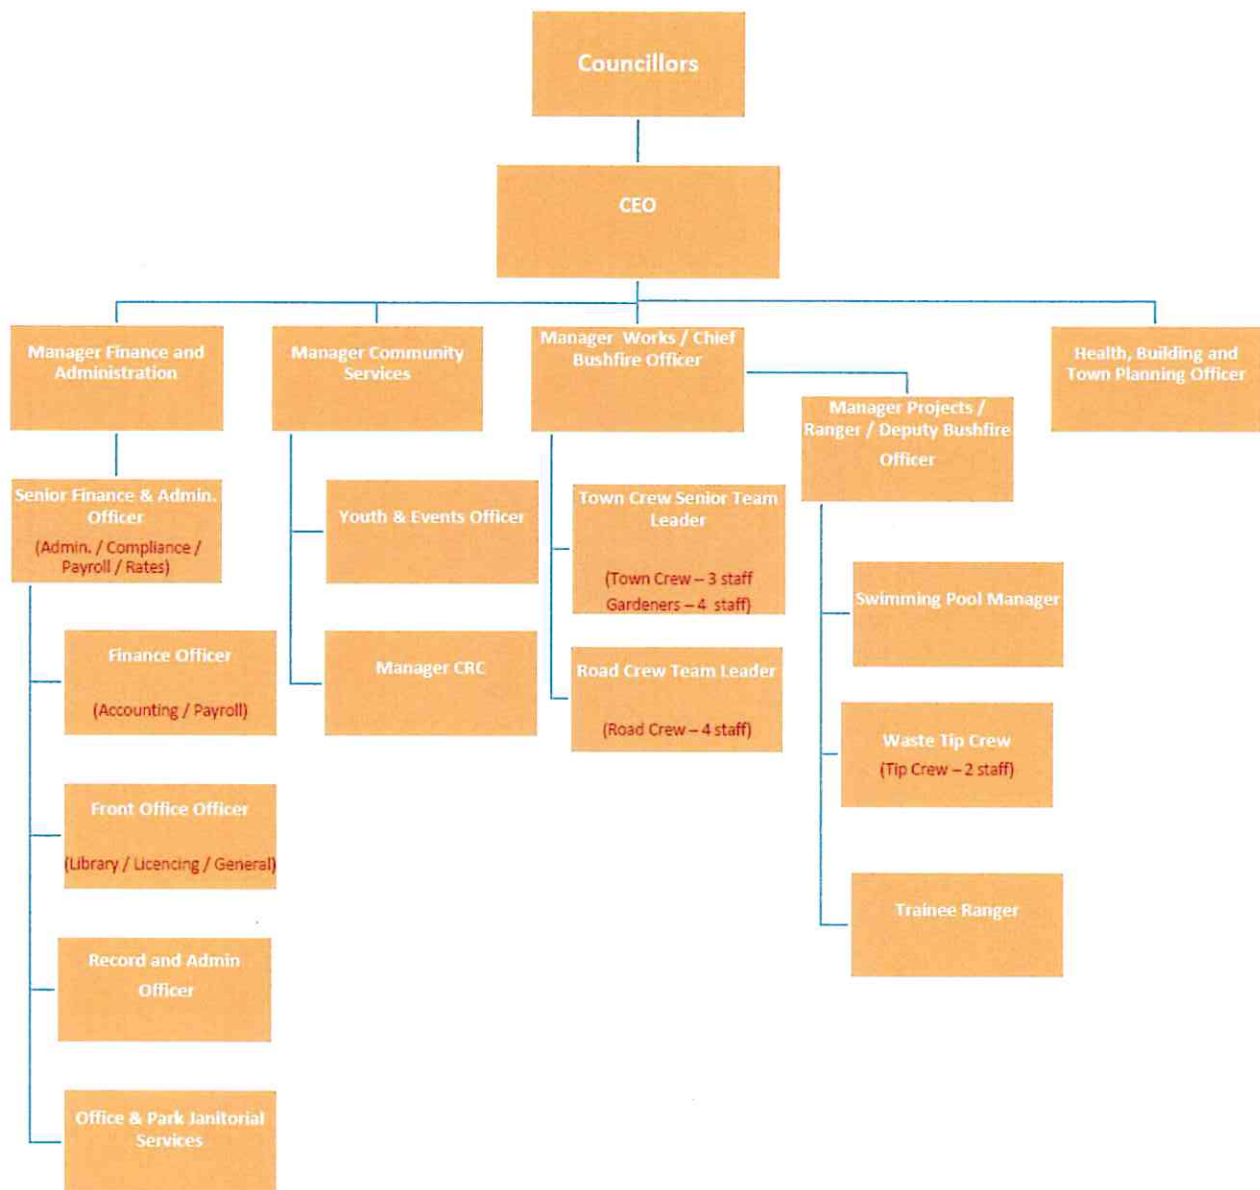 Councillors
CEO
Manager Finance and
Administration
Manager Community
Services
Manager Works / Chief
Bushfire Officer
Health, Building and
Town Planning Officer
Manager Projects /
Ranger / Deputy Bushfire
Officer
Senior Finance & Admin.
Officer
(Admin. / Compliance /
Payroll / Rates)
Finance Officer
(Accounting / Payroll)
Front Office Officer
(Library / Licencing / General)
Record and Admin
Officer
Office & Park Janitorial
Services
Youth & Events Officer
Manager CRC
Town Crew Senior Team
Leader
(Town Crew – 3 staff
Gardeners – 4 staff)
Road Crew Team Leader
(Road Crew – 4 staff)
Swimming Pool Manager
Waste Tip Crew
(Tip Crew – 2 staff)
Trainee Ranger